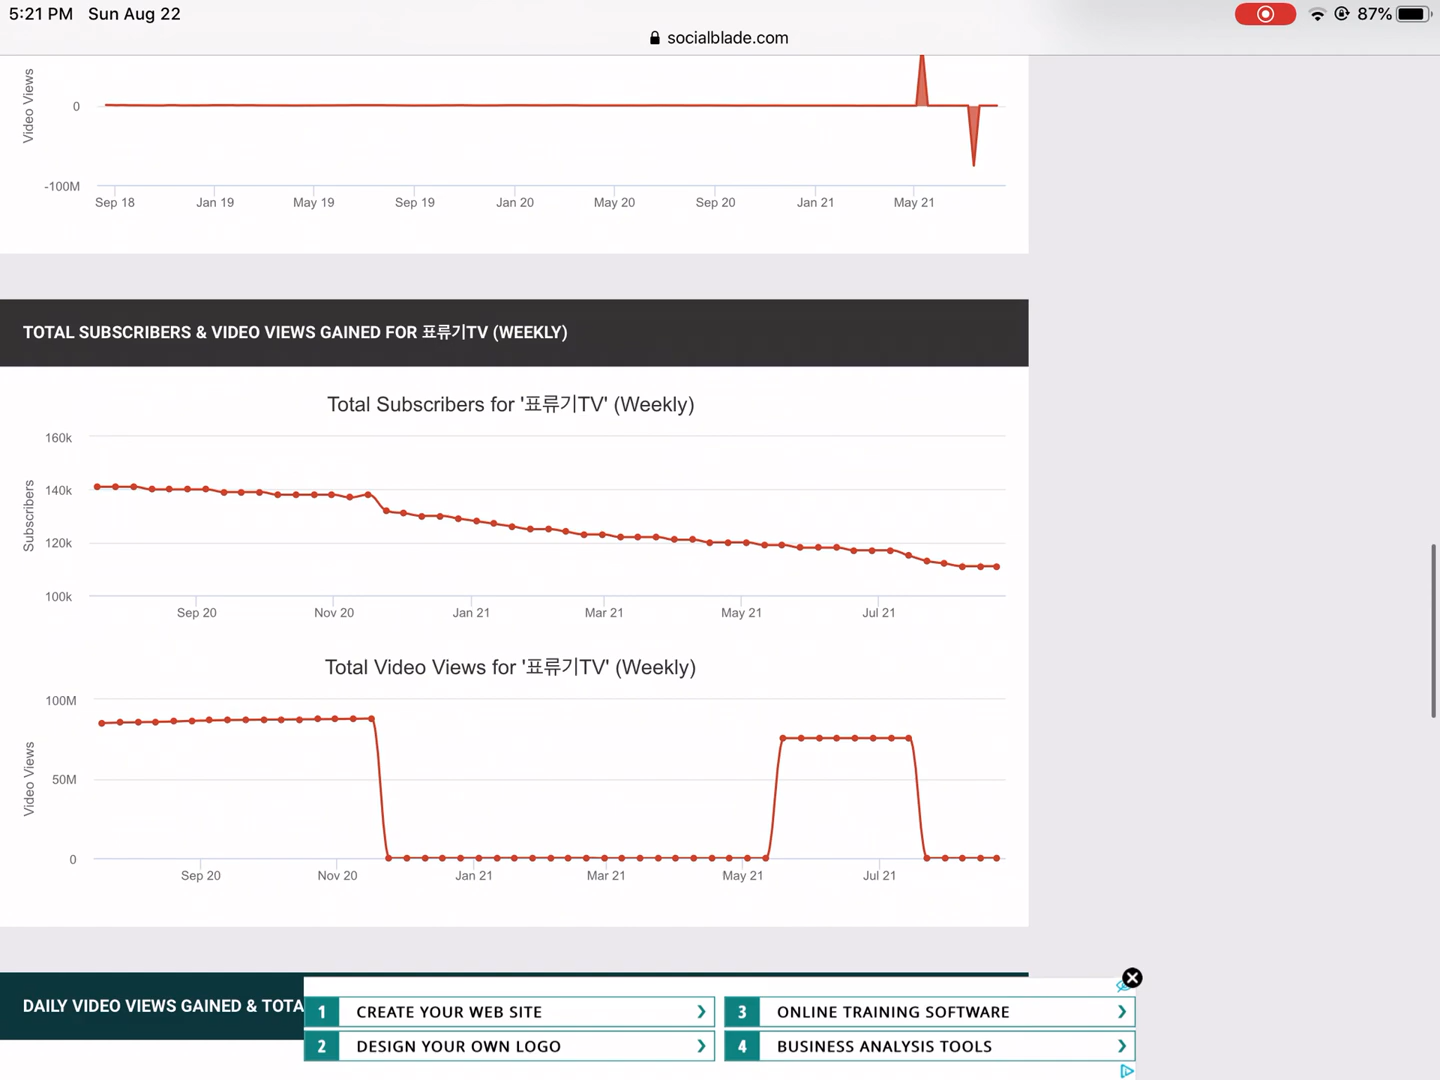 5:21 PM Sun Aug 22
87%
socialblade.com
Video Views
0
-100M
Sep 18 Jan 19 May 19 Sep 19 Jan 20 May 20 Sep 20 Jan 21 May 21
TOTAL SUBSCRIBERS & VIDEO VIEWS GAINED FOR 표류기TV (WEEKLY)
Total Subscribers for '표류기TV' (Weekly)
Subscribers
160k
140k
120k
100k
Sep 20 Nov 20 Jan 21 Mar 21 May 21 Jul 21
Total Video Views for '표류기TV' (Weekly)
Video Views
100M
50M
0
Sep 20 Nov 20 Jan 21 Mar 21 May 21 Jul 21
DAILY VIDEO VIEWS GAINED & TOTA
1 CREATE YOUR WEB SITE
2 DESIGN YOUR OWN LOGO
3 ONLINE TRAINING SOFTWARE
4 BUSINESS ANALYSIS TOOLS